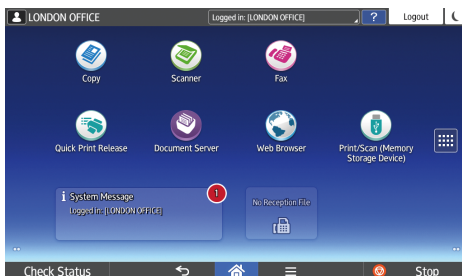 LONDON OFFICE
Logged in: [LONDON OFFICE]
?
Logout
Copy
Scanner
Fax
Quick Print Release
Document Server
Web Browser
Print/Scan (Memory
Storage Device)
i System Message
1
Logged in: [LONDON OFFICE]
No Reception File
Check Status
Stop